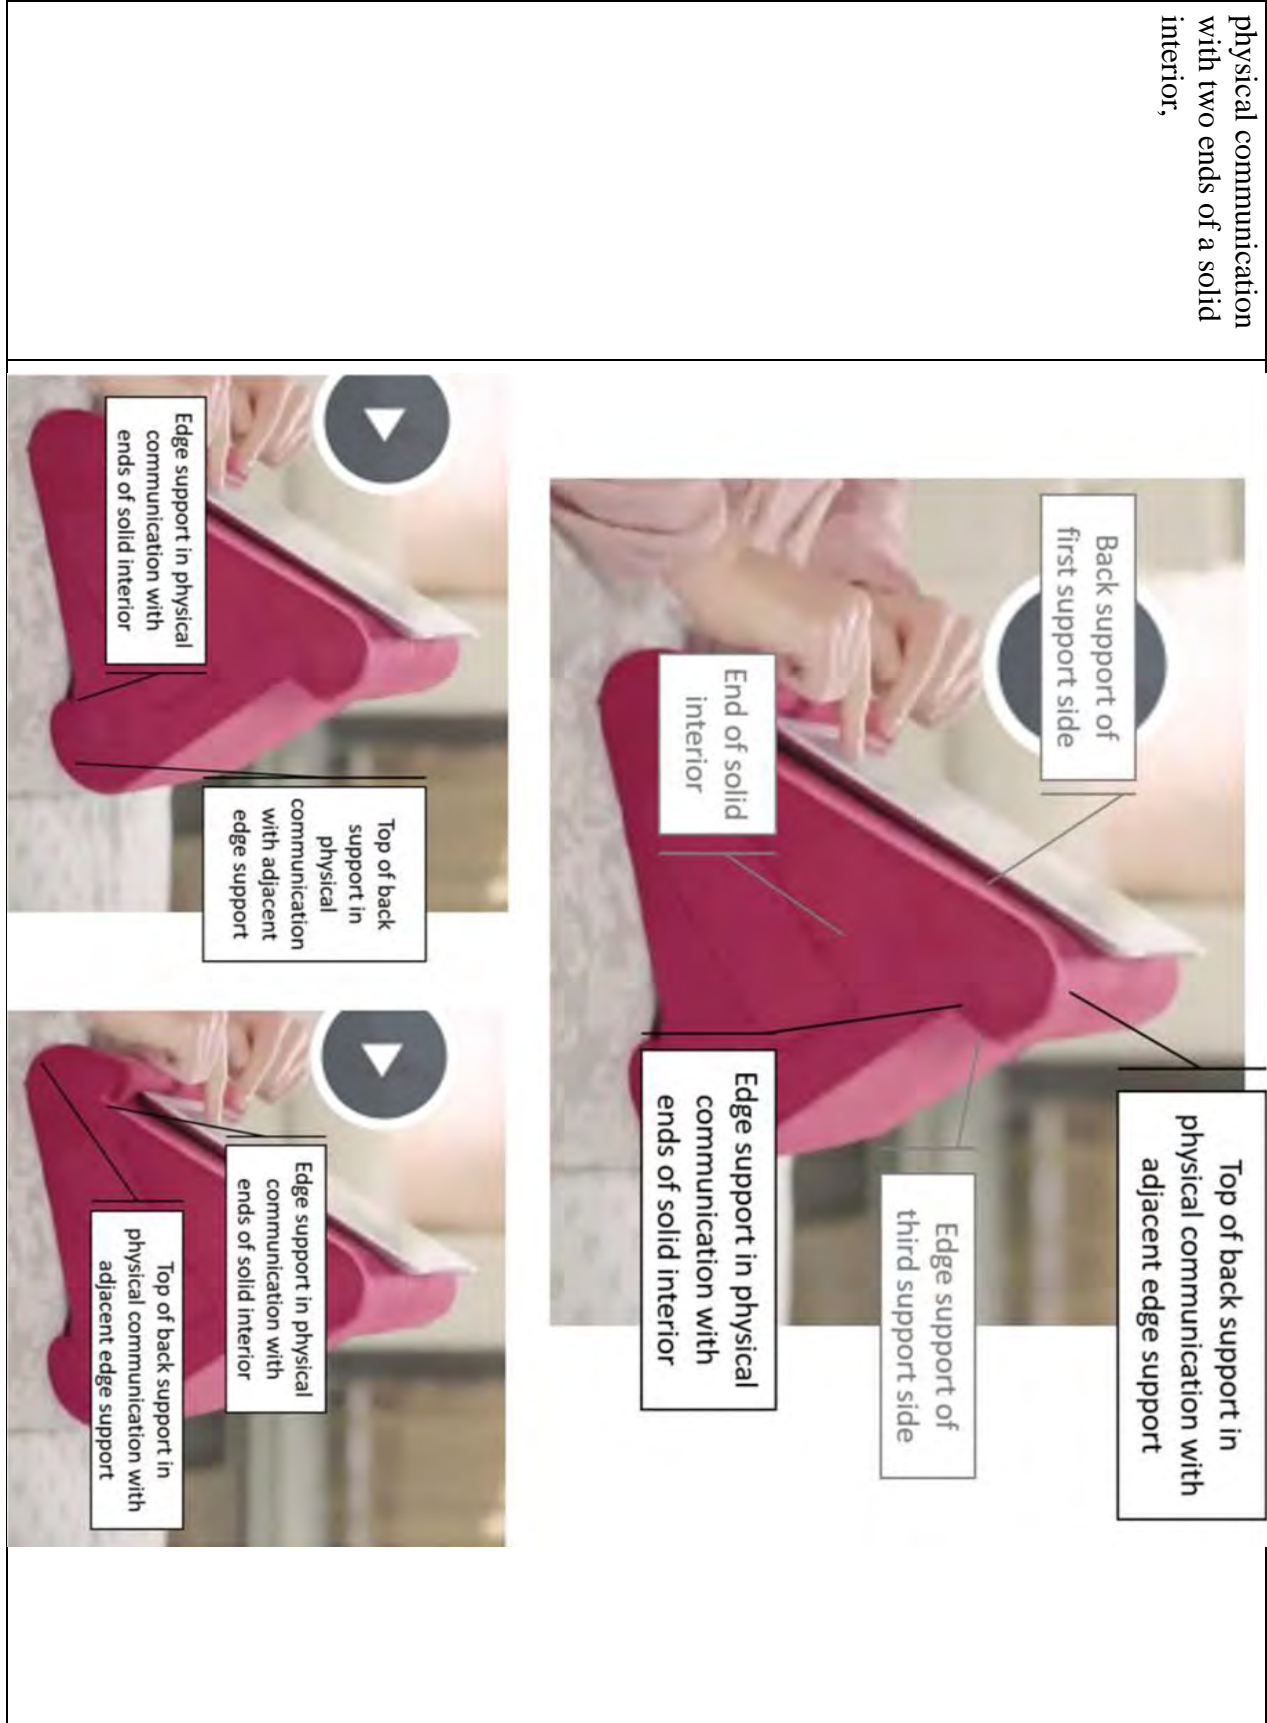 physical communication
with two ends of a solid
interior,
Top of back support in
physical communication with
adjacent edge support
Back support of
first support side
Edge support of
third support side
End of solid
interior
Edge support in physical
communication with
ends of solid interior
Edge support in physical
communication with
ends of solid interior
Top of back
support in
physical
communication
with adjacent
edge support
Edge support in physical
communication with
ends of solid interior
Top of back support in
physical communication with
adjacent edge support